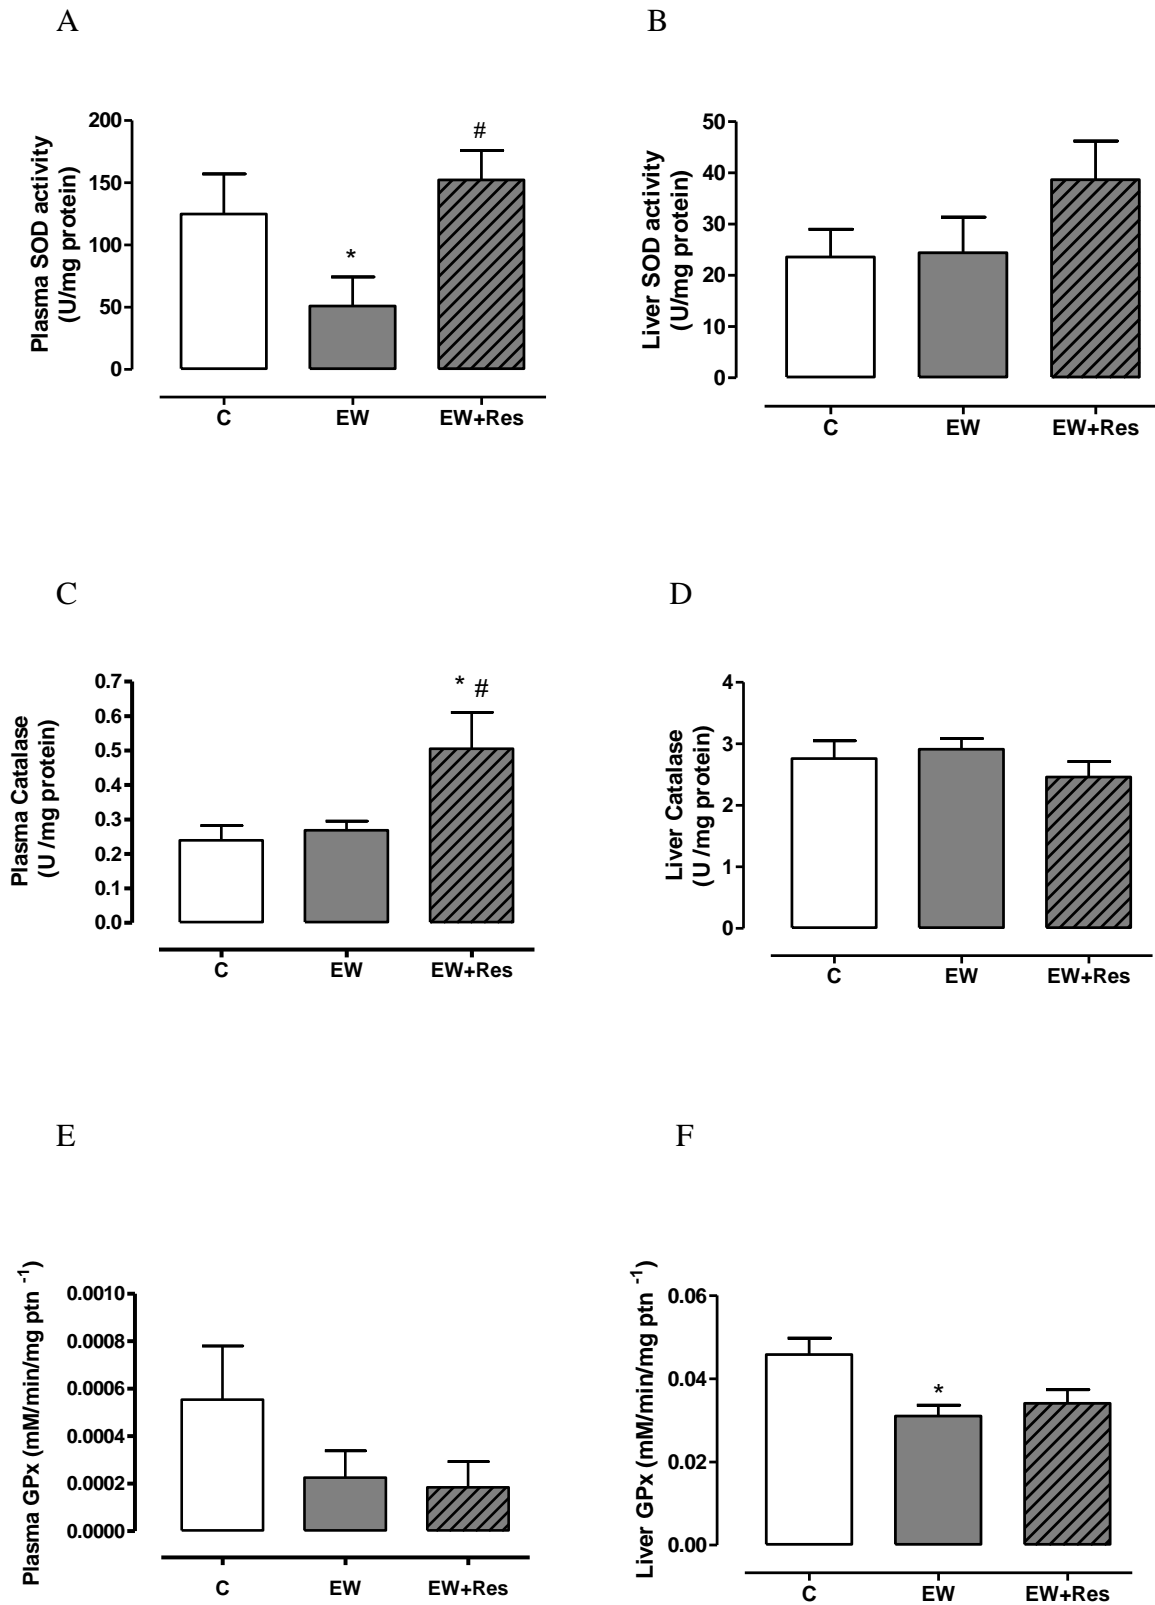 A
B
Plasma SOD activity
(U/mg protein)
200
150
100
50
0
*
#
C
EW
EW+Res
Liver SOD activity
(U/mg protein)
50
40
30
20
10
0
C
EW
EW+Res
C
D
Plasma Catalase
(U /mg protein)
0.7
0.6
0.5
0.4
0.3
0.2
0.1
0.0
* #
C
EW
EW+Res
Liver Catalase
(U /mg protein)
4
3
2
1
0
C
EW
EW+Res
E
F
Plasma GPx (mM/min/mg ptn -1)
0.0010
0.0008
0.0006
0.0004
0.0002
0.0000
C
EW
EW+Res
Liver GPx (mM/min/mg ptn -1)
0.06
0.04
0.02
0.00
*
C
EW
EW+Res